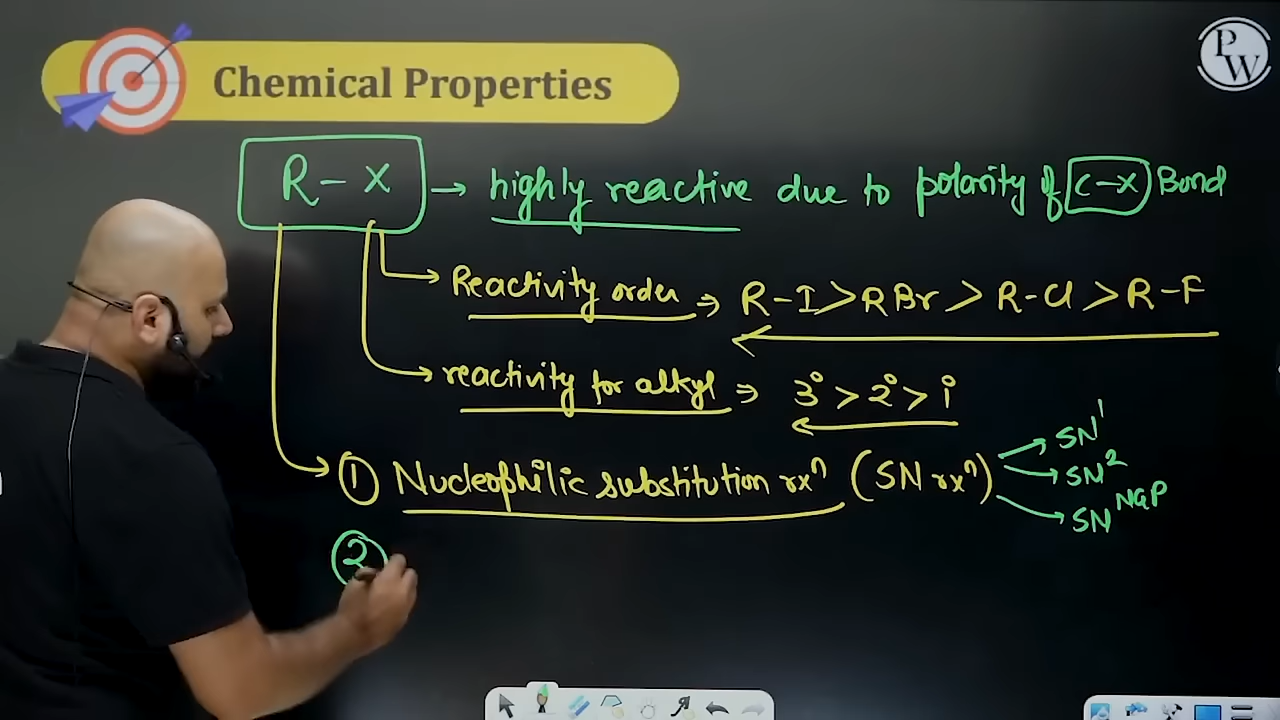 Chemical Properties
PW
R – X → highly reactive due to polarity of C–X Bond
Reactivity order ⇒ R-I > RBr > R-Cl > R-F
reactivity for alkyl ⇒ 3° > 2° > 1°
① Nucleophilic substitution rxⁿ (SN rxⁿ)
SN¹
SN²
SN^NGP
②